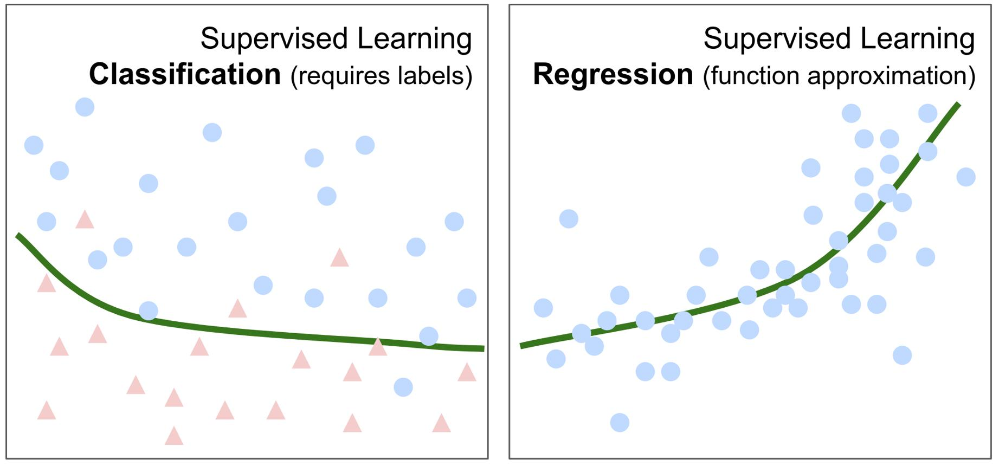 Supervised Learning
Classification (requires labels)
Supervised Learning
Regression (function approximation)